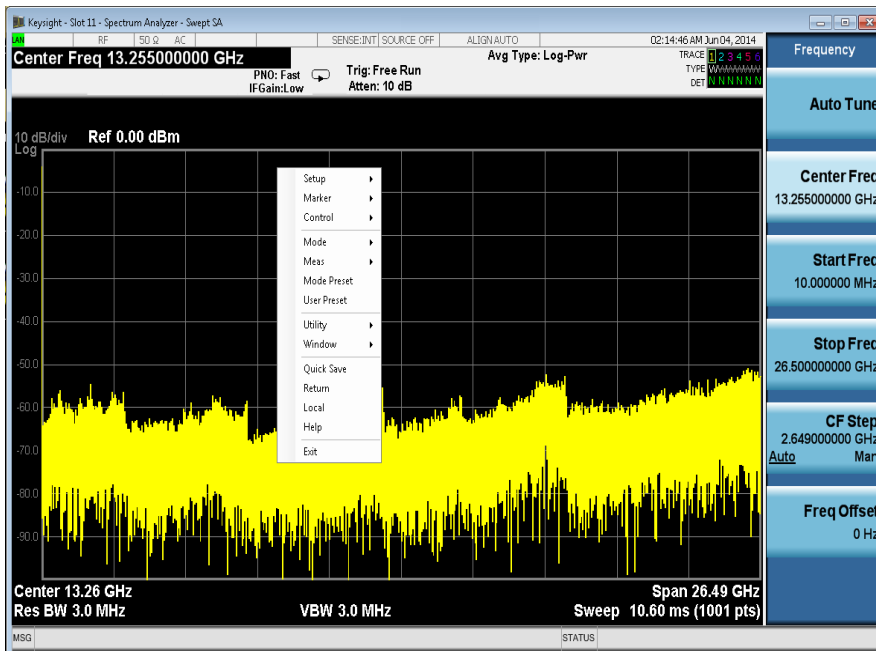 Keysight - Slot 11 - Spectrum Analyzer - Swept SA
LAN RF 50 Ω AC SENSE:INT SOURCE OFF ALIGN AUTO 02:14:46 AM Jun 04, 2014
Center Freq 13.255000000 GHz
Avg Type: Log-Pwr
TRACE 1 2 3 4 5 6
TYPE
DET N N N N N N
PNO: Fast
IFGain:Low
Trig: Free Run
Atten: 10 dB
10 dB/div Ref 0.00 dBm
Log
-10.0
-20.0
-30.0
-40.0
-50.0
-60.0
-70.0
-80.0
-90.0
Setup
Marker
Control
Mode
Meas
Mode Preset
User Preset
Utility
Window
Quick Save
Return
Local
Help
Exit
Center 13.26 GHz Span 26.49 GHz
Res BW 3.0 MHz VBW 3.0 MHz Sweep 10.60 ms (1001 pts)
MSG STATUS
Frequency
Auto Tune
Center Freq
13.255000000 GHz
Start Freq
10.000000 MHz
Stop Freq
26.500000000 GHz
CF Step
2.649000000 GHz
Auto Man
Freq Offset
0 Hz